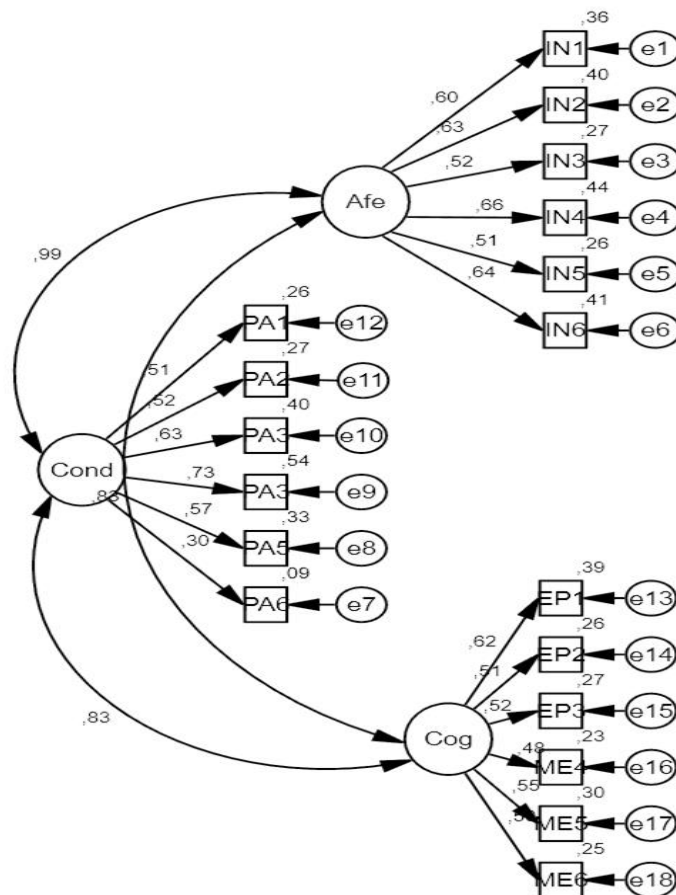 ,36
,60 IN1 e1
,40
,63 IN2 e2
,27
,52 IN3 e3
Afe
,44
,66 IN4 e4
,26
,51 IN5 e5
,41
,64 IN6 e6
,99
,26
,51 PA1 e12
,27
,52 PA2 e11
,40
,63 PA3 e10
Cond
,54
,73 PA3 e9
,83
,33
,57 PA5 e8
,09
,30 PA6 e7
,39
,62 EP1 e13
,26
,51 EP2 e14
,27
,52 EP3 e15
,83
Cog
,23
,48 ME4 e16
,30
,55 ME5 e17
,25
ME6 e18